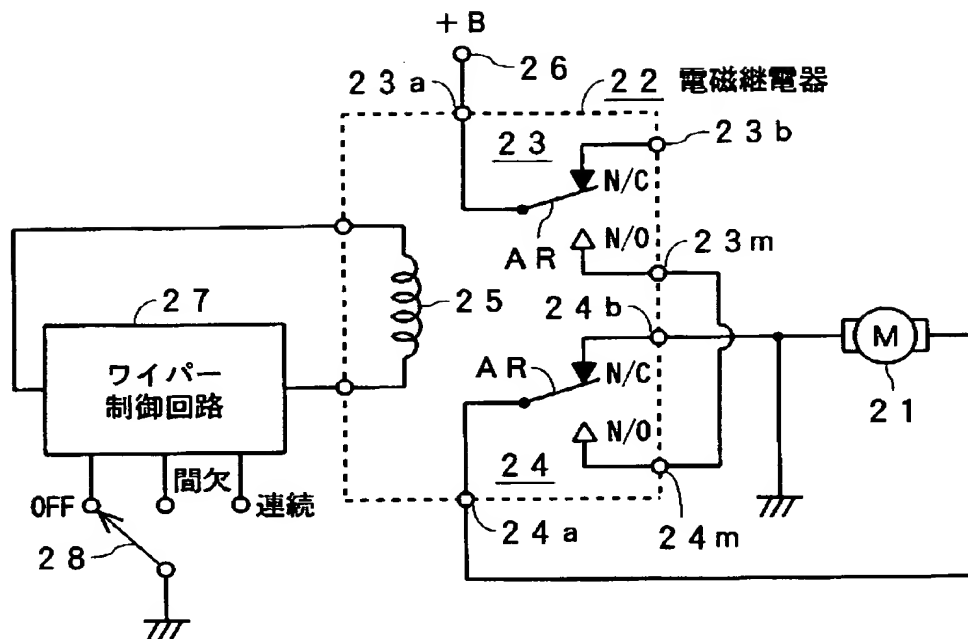 +B
26
23a
22 電磁継電器
23
23b
N/C
AR
N/O
23m
25
27
24b
M
21
ワイパー
制御回路
AR
N/C
N/O
OFF
間欠
連続
24
24a
24m
28